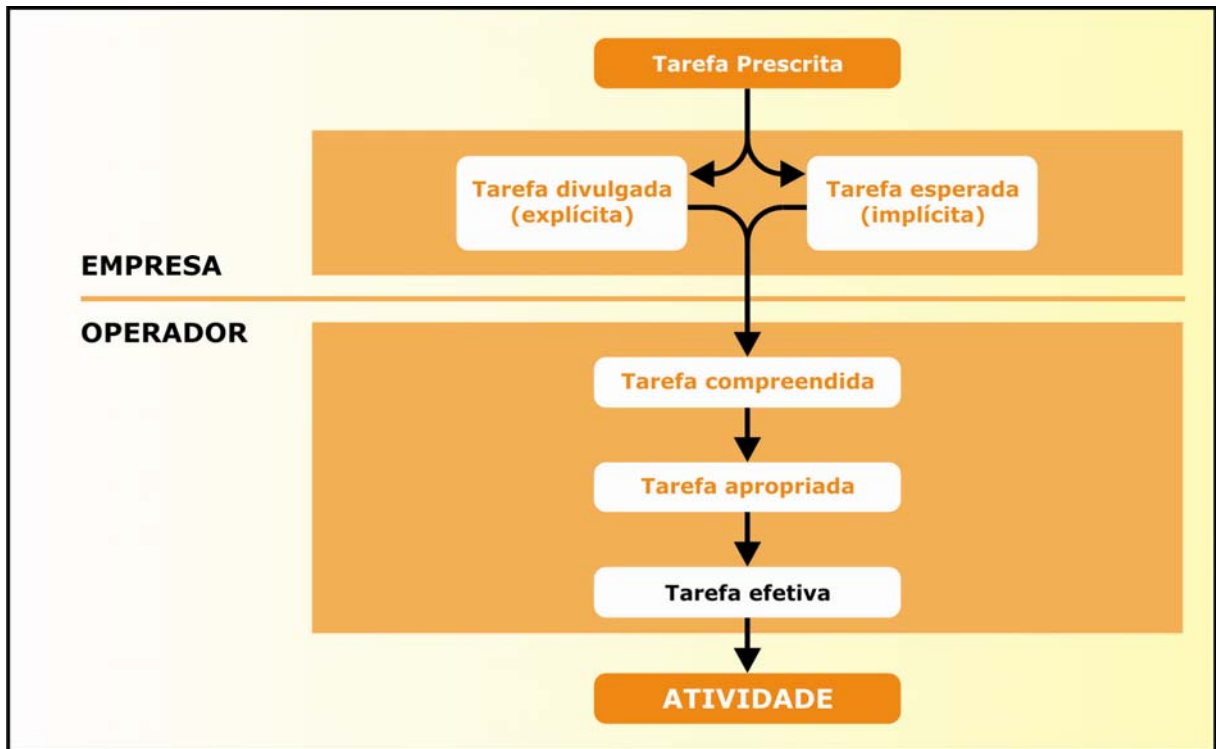 Tarefa Prescrita
Tarefa divulgada
(explícita)
Tarefa esperada
(implícita)
EMPRESA
OPERADOR
Tarefa compreendida
Tarefa apropriada
Tarefa efetiva
ATIVIDADE